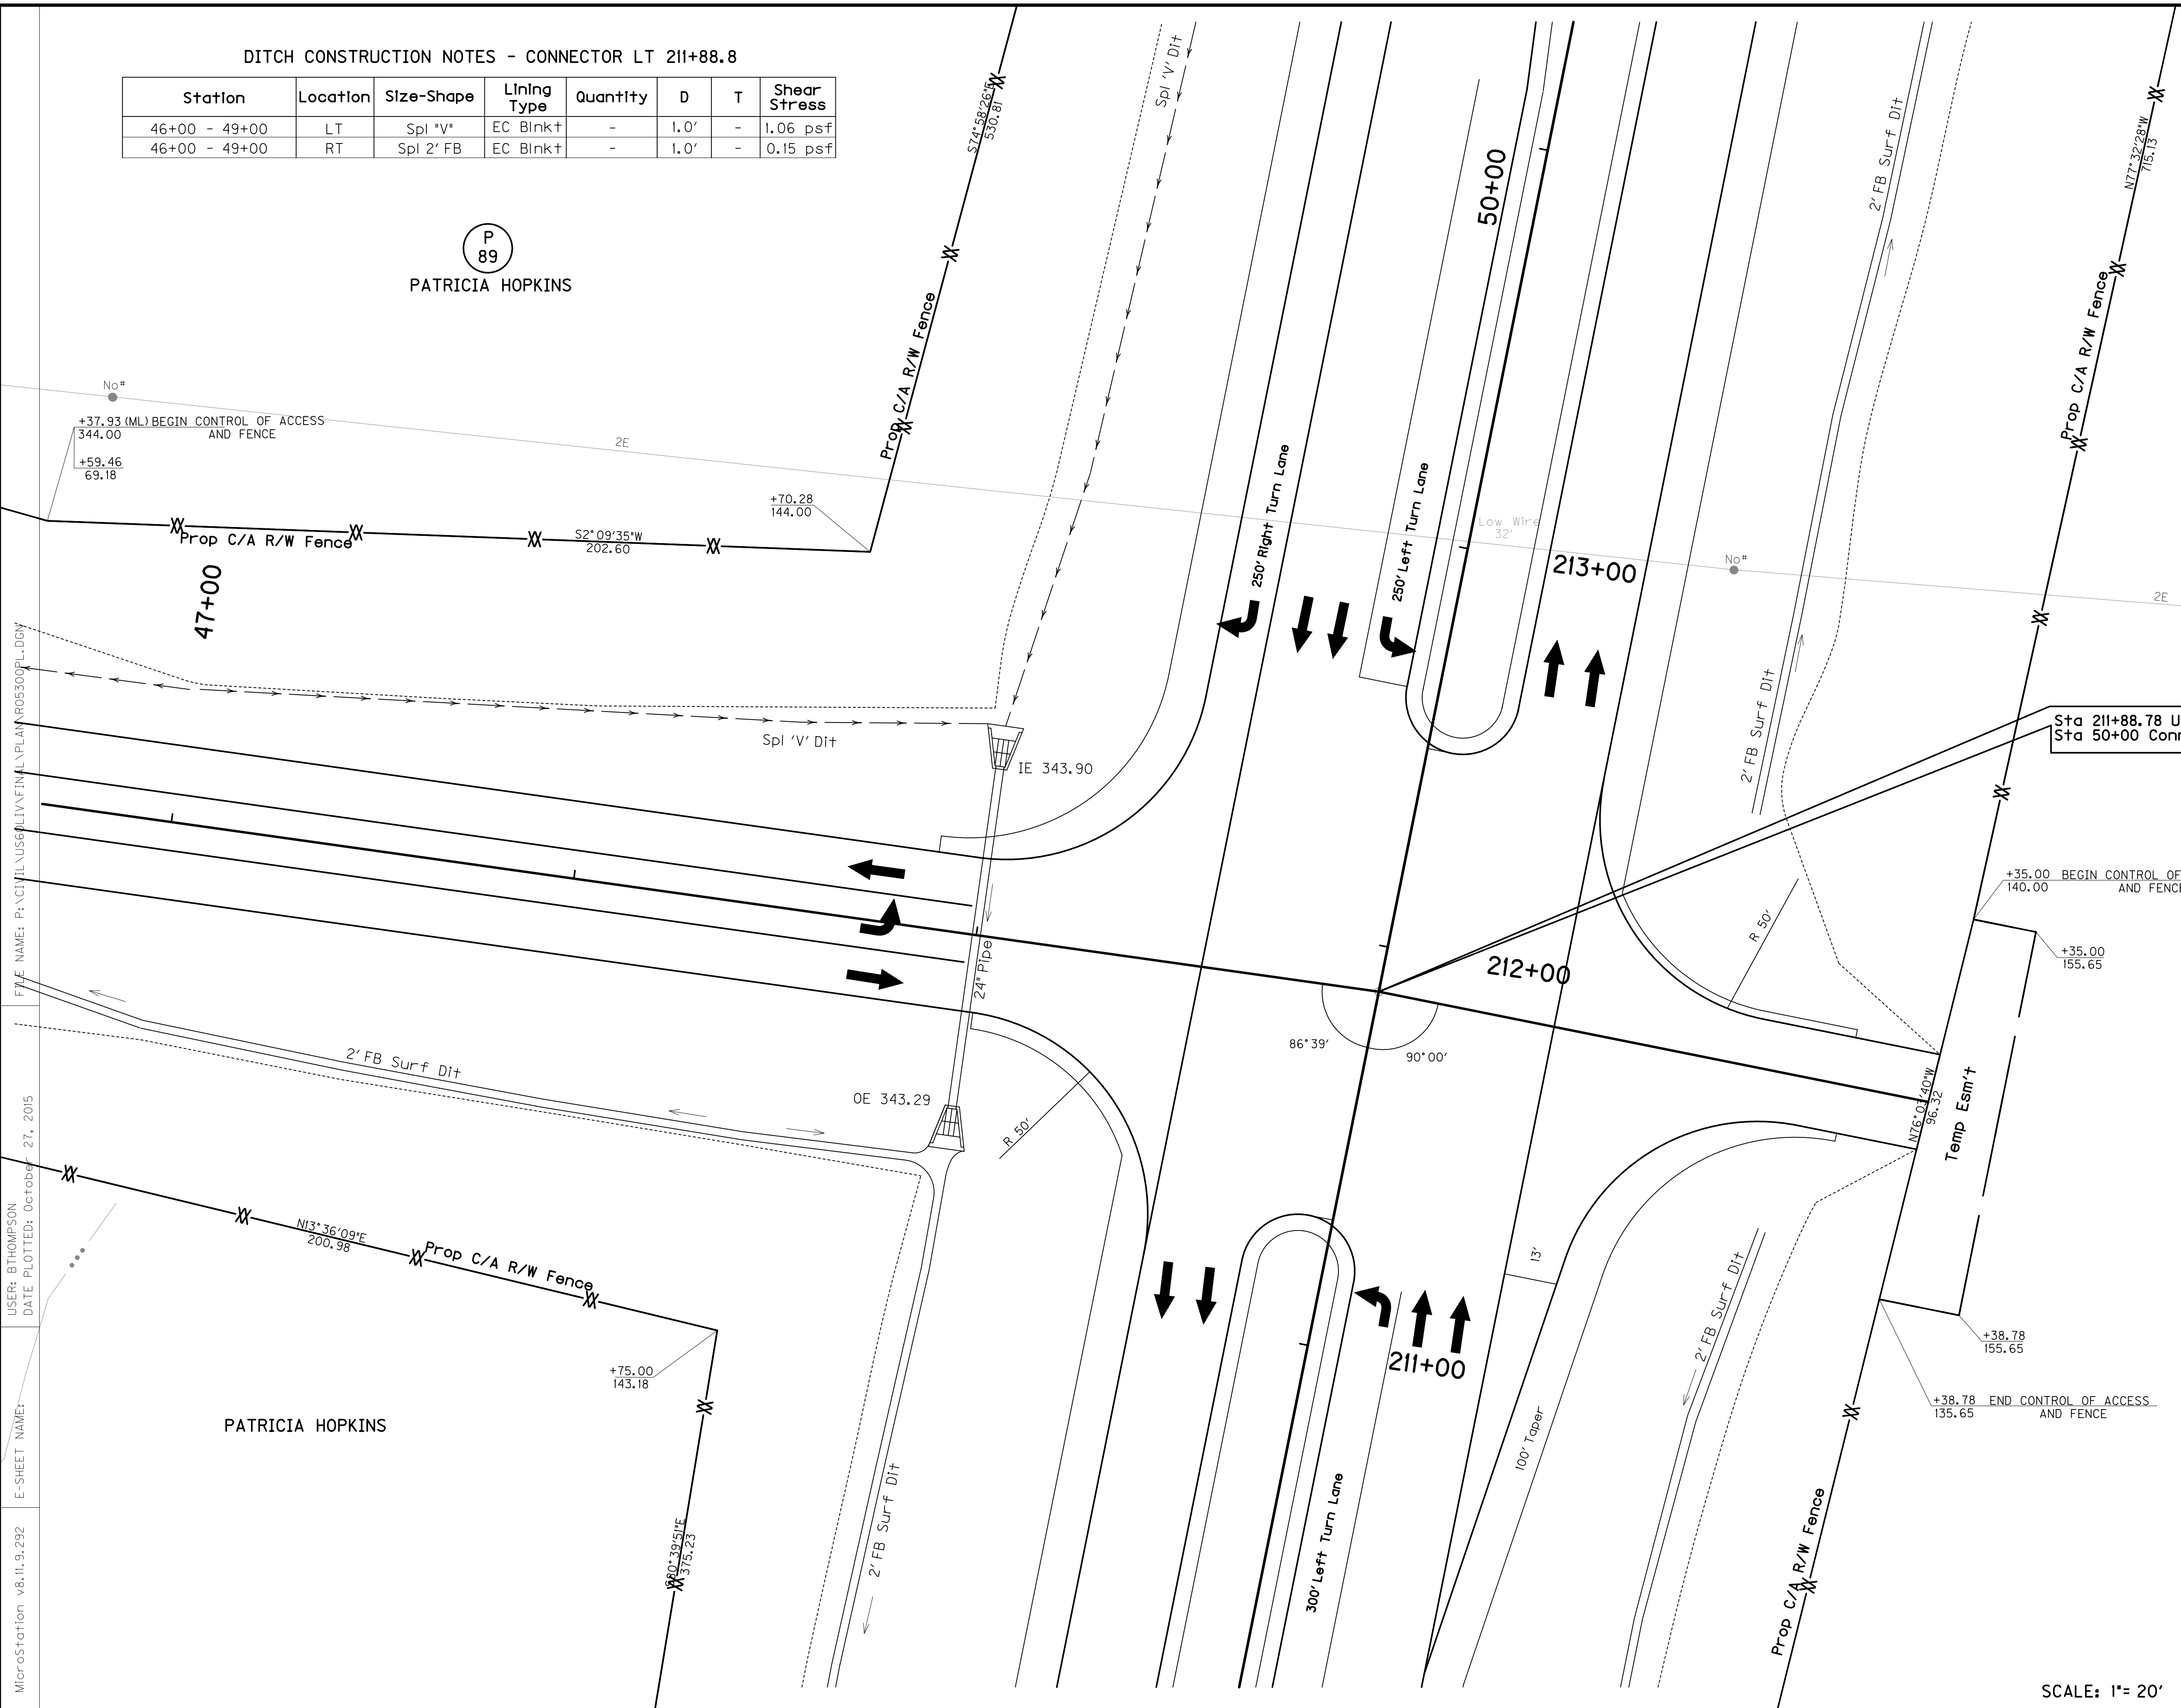 DITCH CONSTRUCTION NOTES - CONNECTOR LT 211+88.8
Station Location Size-Shape Lining Type Quantity D T Shear Stress
46+00 - 49+00 LT Spl "V" EC Blnkt - 1.0' - 1.06 psf
46+00 - 49+00 RT Spl 2' FB EC Blnkt - 1.0' - 0.15 psf
P
89
PATRICIA HOPKINS
S74°58'26"E
530.81
Prop C/A R/W Fence
Spl 'V' Dit
50+00
2' FB Surf Dit
N77°32'28"W
715.13
Prop C/A R/W Fence
No#
+37.93 (ML) BEGIN CONTROL OF ACCESS
344.00 AND FENCE
+59.46
69.18
2E
+70.28
144.00
Prop C/A R/W Fence
S2°09'35"W
202.60
47+00
250' Right Turn Lane
250' Left Turn Lane
Low Wire
32'
213+00
No#
2E
2' FB Surf Dit
Sta 211+88.78 U
Sta 50+00 Con
Spl 'V' Dit
IE 343.90
24" Pipe
+35.00 BEGIN CONTROL OF
140.00 AND FENCE
R 50'
+35.00
155.65
212+00
86°39'
90°00'
2' FB Surf Dit
OE 343.29
R 50'
N76°03'40"W
96.32
Temp Esm't
N13°36'09"E
200.98
Prop C/A R/W Fence
13'
2' FB Surf Dit
+38.78
155.65
+75.00
143.18
211+00
+38.78 END CONTROL OF ACCESS
135.65 AND FENCE
PATRICIA HOPKINS
100' Taper
300' Left Turn Lane
2' FB Surf Dit
S80°39'51"E
375.23
Prop C/A R/W Fence
SCALE: 1"= 20'
FILE NAME: P:\CIVIL\US60LIV\FINAL\PLAN\R05300PL.DGN
USER: BTHOMPSON
DATE PLOTTED: October 27, 2015
E-SHEET NAME:
MicroStation v8.11.9.292